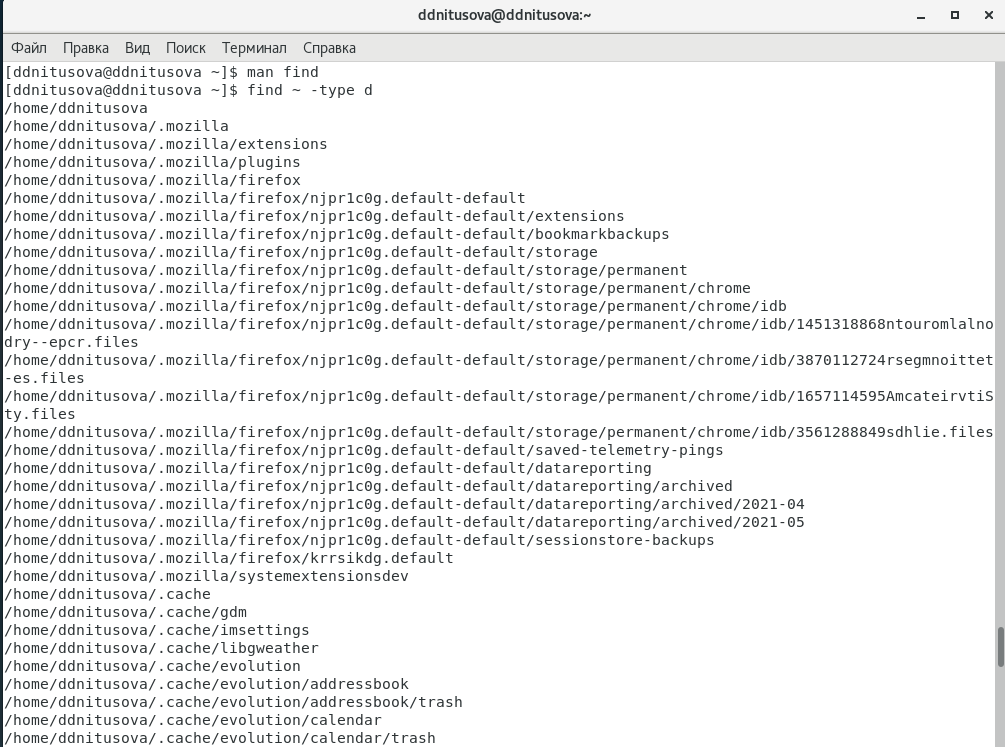 ddnitusova@ddnitusova:~
Файл Правка Вид Поиск Терминал Справка
[ddnitusova@ddnitusova ~]$ man find
[ddnitusova@ddnitusova ~]$ find ~ -type d
/home/ddnitusova
/home/ddnitusova/.mozilla
/home/ddnitusova/.mozilla/extensions
/home/ddnitusova/.mozilla/plugins
/home/ddnitusova/.mozilla/firefox
/home/ddnitusova/.mozilla/firefox/njpr1c0g.default-default
/home/ddnitusova/.mozilla/firefox/njpr1c0g.default-default/extensions
/home/ddnitusova/.mozilla/firefox/njpr1c0g.default-default/bookmarkbackups
/home/ddnitusova/.mozilla/firefox/njpr1c0g.default-default/storage
/home/ddnitusova/.mozilla/firefox/njpr1c0g.default-default/storage/permanent
/home/ddnitusova/.mozilla/firefox/njpr1c0g.default-default/storage/permanent/chrome
/home/ddnitusova/.mozilla/firefox/njpr1c0g.default-default/storage/permanent/chrome/idb
/home/ddnitusova/.mozilla/firefox/njpr1c0g.default-default/storage/permanent/chrome/idb/1451318868ntouromlalno
dry--epcr.files
/home/ddnitusova/.mozilla/firefox/njpr1c0g.default-default/storage/permanent/chrome/idb/3870112724rsegmnoittet
-es.files
/home/ddnitusova/.mozilla/firefox/njpr1c0g.default-default/storage/permanent/chrome/idb/1657114595AmcateirvtiS
ty.files
/home/ddnitusova/.mozilla/firefox/njpr1c0g.default-default/storage/permanent/chrome/idb/3561288849sdhlie.files
/home/ddnitusova/.mozilla/firefox/njpr1c0g.default-default/saved-telemetry-pings
/home/ddnitusova/.mozilla/firefox/njpr1c0g.default-default/datareporting
/home/ddnitusova/.mozilla/firefox/njpr1c0g.default-default/datareporting/archived
/home/ddnitusova/.mozilla/firefox/njpr1c0g.default-default/datareporting/archived/2021-04
/home/ddnitusova/.mozilla/firefox/njpr1c0g.default-default/datareporting/archived/2021-05
/home/ddnitusova/.mozilla/firefox/njpr1c0g.default-default/sessionstore-backups
/home/ddnitusova/.mozilla/firefox/krrsikdg.default
/home/ddnitusova/.mozilla/systemextensionsdev
/home/ddnitusova/.cache
/home/ddnitusova/.cache/gdm
/home/ddnitusova/.cache/imsettings
/home/ddnitusova/.cache/libgweather
/home/ddnitusova/.cache/evolution
/home/ddnitusova/.cache/evolution/addressbook
/home/ddnitusova/.cache/evolution/addressbook/trash
/home/ddnitusova/.cache/evolution/calendar
/home/ddnitusova/.cache/evolution/calendar/trash